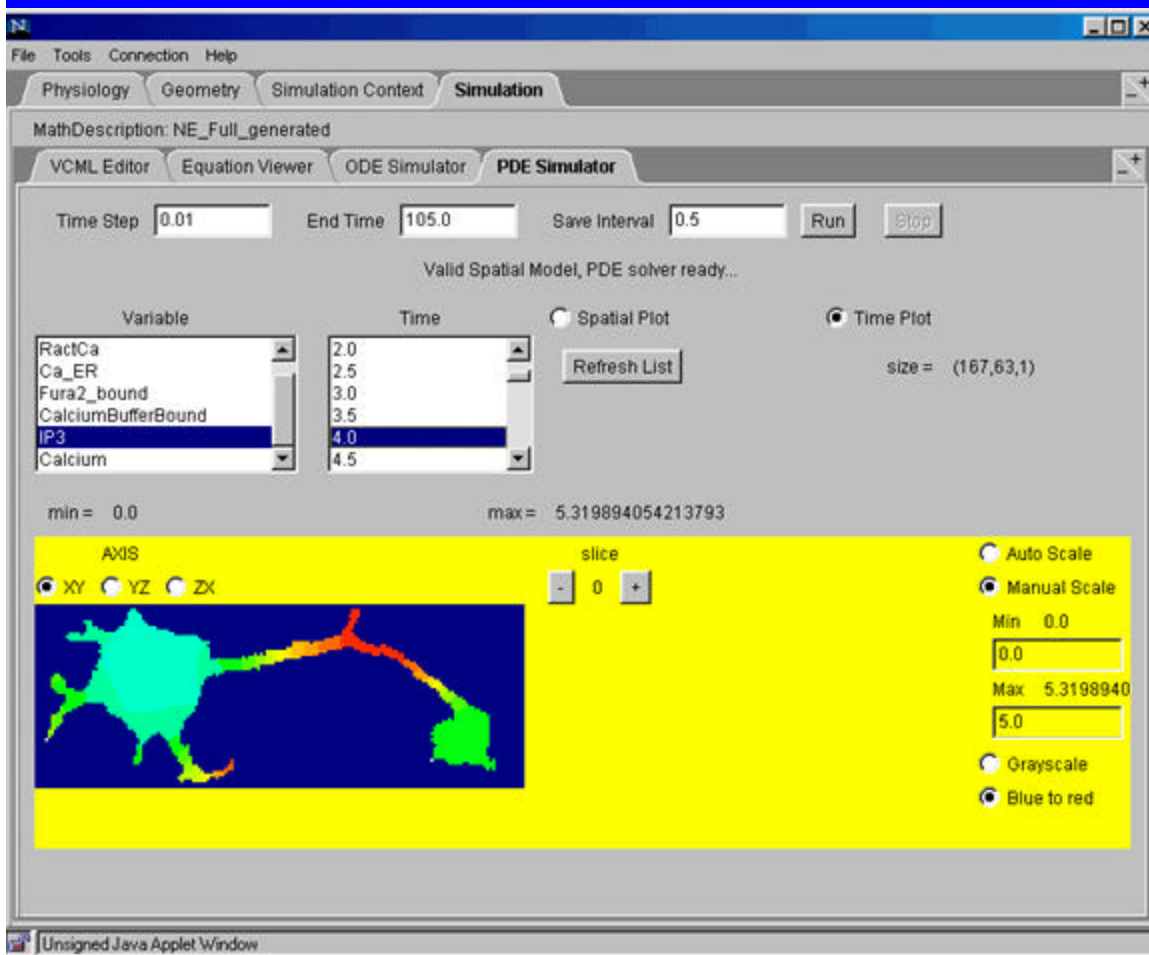 N
File Tools Connection Help
Physiology Geometry Simulation Context Simulation
MathDescription: NE_Full_generated
VCML Editor Equation Viewer ODE Simulator PDE Simulator
Time Step 0.01 End Time 105.0 Save Interval 0.5 Run Stop
Valid Spatial Model, PDE solver ready...
Variable Time Spatial Plot Time Plot
RactCa 2.0
Ca_ER 2.5 Refresh List size = (167,63,1)
Fura2_bound 3.0
CalciumBufferBound 3.5
IP3 4.0
Calcium 4.5
min = 0.0 max = 5.319894054213793
AXIS slice Auto Scale
XY YZ ZX - 0 + Manual Scale
Min 0.0
0.0
Max 5.3198940
5.0
Grayscale
Blue to red
Unsigned Java Applet Window